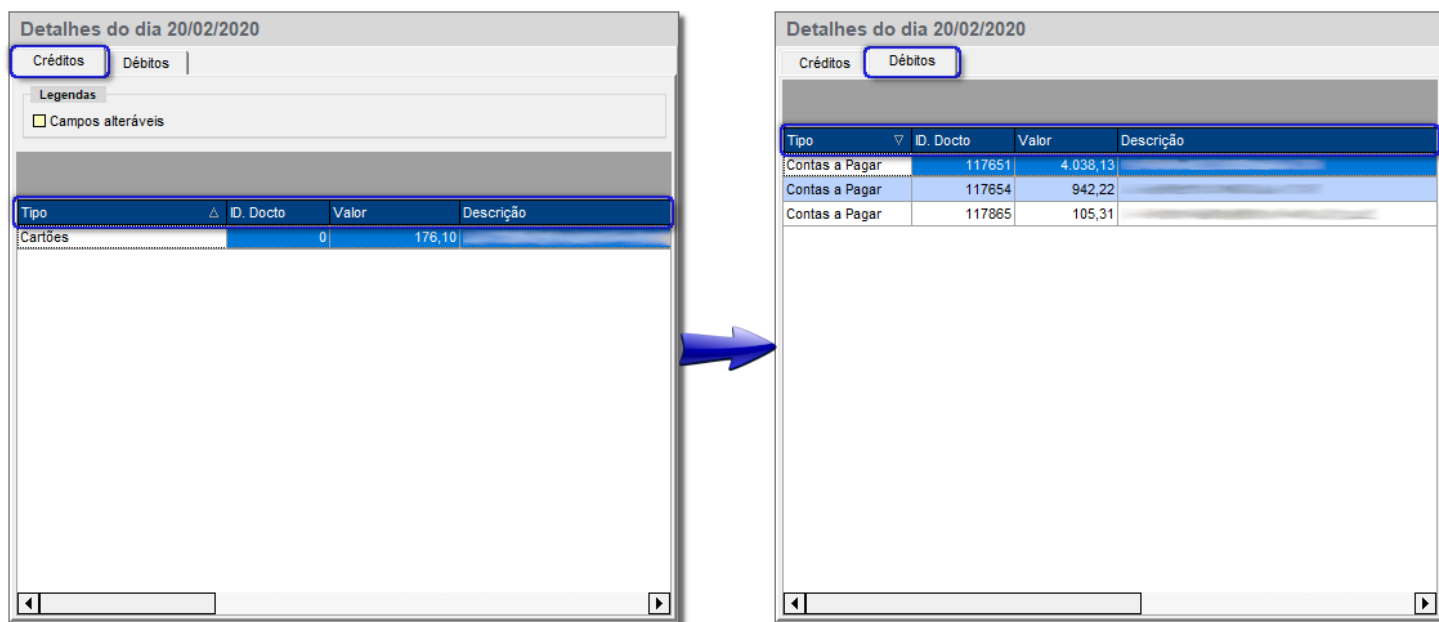 Detalhes do dia 20/02/2020
Créditos Débitos
Legendas
Campos alteráveis
Tipo ID. Docto Valor Descrição
Cartões 0 176,10
Detalhes do dia 20/02/2020
Créditos Débitos
Tipo ID. Docto Valor Descrição
Contas a Pagar 117651 4.038,13
Contas a Pagar 117654 942,22
Contas a Pagar 117865 105,31